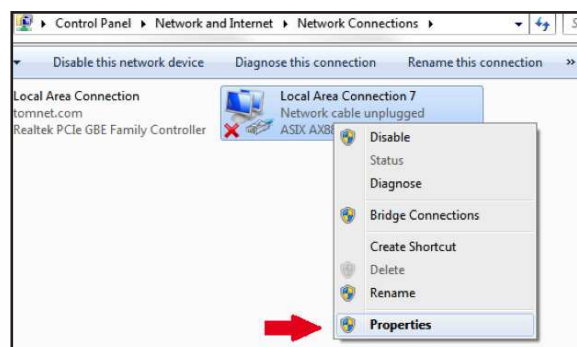 Control Panel ▸ Network and Internet ▸ Network Connections ▸
Disable this network device Diagnose this connection Rename this connection »
Local Area Connection
tomnet.com
Realtek PCIe GBE Family Controller
Local Area Connection 7
Network cable unplugged
ASIX
Disable
Status
Diagnose
Bridge Connections
Create Shortcut
Delete
Rename
Properties